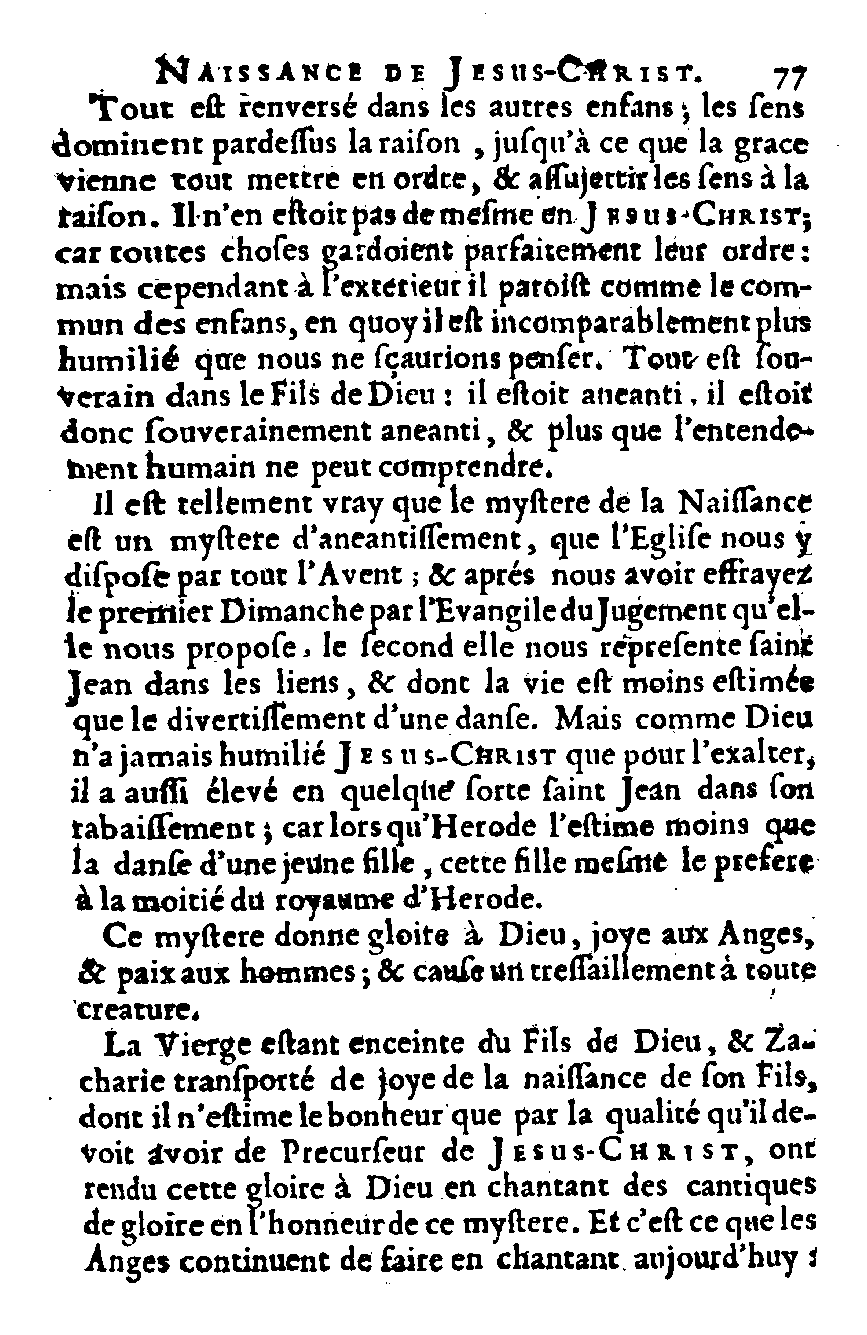 NAISSANCE DE JESUS-CHRIST. 77
Tout eſt renversé dans les autres enfans; les ſens
dominent pardeſſus la raiſon, juſqu'à ce que la grace
vienne tout mettre en ordre, & aſſujettir les ſens à la
raiſon. Il n'en eſtoit pas de meſme en JESUS-CHRIST;
car toutes choſes gardoient parfaitement leur ordre:
mais cependant à l'exterieur il paroiſt comme le com-
mun des enfans, en quoy il eſt incomparablement plus
humilié que nous ne ſçaurions penſer. Tout eſt ſou-
verain dans le Fils de Dieu: il eſtoit aneanti, il eſtoit
donc ſouverainement aneanti, & plus que l'entende-
ment humain ne peut comprendre.
Il eſt tellement vray que le myſtere de la Naiſſance
eſt un myſtere d'aneantiſſement, que l'Egliſe nous y
diſpoſe par tout l'Avent; & aprés nous avoir effrayez
le premier Dimanche par l'Evangile du Jugement qu'el-
le nous propoſe, le ſecond elle nous repreſente ſaint
Jean dans les liens, & dont la vie eſt moins eſtimée
que le divertiſſement d'une danſe. Mais comme Dieu
n'a jamais humilié JESUS-CHRIST que pour l'exalter,
il a auſſi élevé en quelque ſorte ſaint Jean dans ſon
rabaiſſement; car lors qu'Herode l'eſtime moins que
la danſe d'une jeune fille, cette fille meſme le prefere
à la moitié du royaume d'Herode.
Ce myſtere donne gloire à Dieu, joye aux Anges,
& paix aux hommes; & cauſe un treſſaillement à toute
creature.
La Vierge eſtant enceinte du Fils de Dieu, & Za-
charie tranſporté de joye de la naiſſance de ſon Fils,
dont il n'eſtime le bonheur que par la qualité qu'il de-
voit avoir de Precurſeur de JESUS-CHRIST, ont
rendu cette gloire à Dieu en chantant des cantiques
de gloire en l'honneur de ce myſtere. Et c'eſt ce que les
Anges continuent de faire en chantant aujourd'huy :